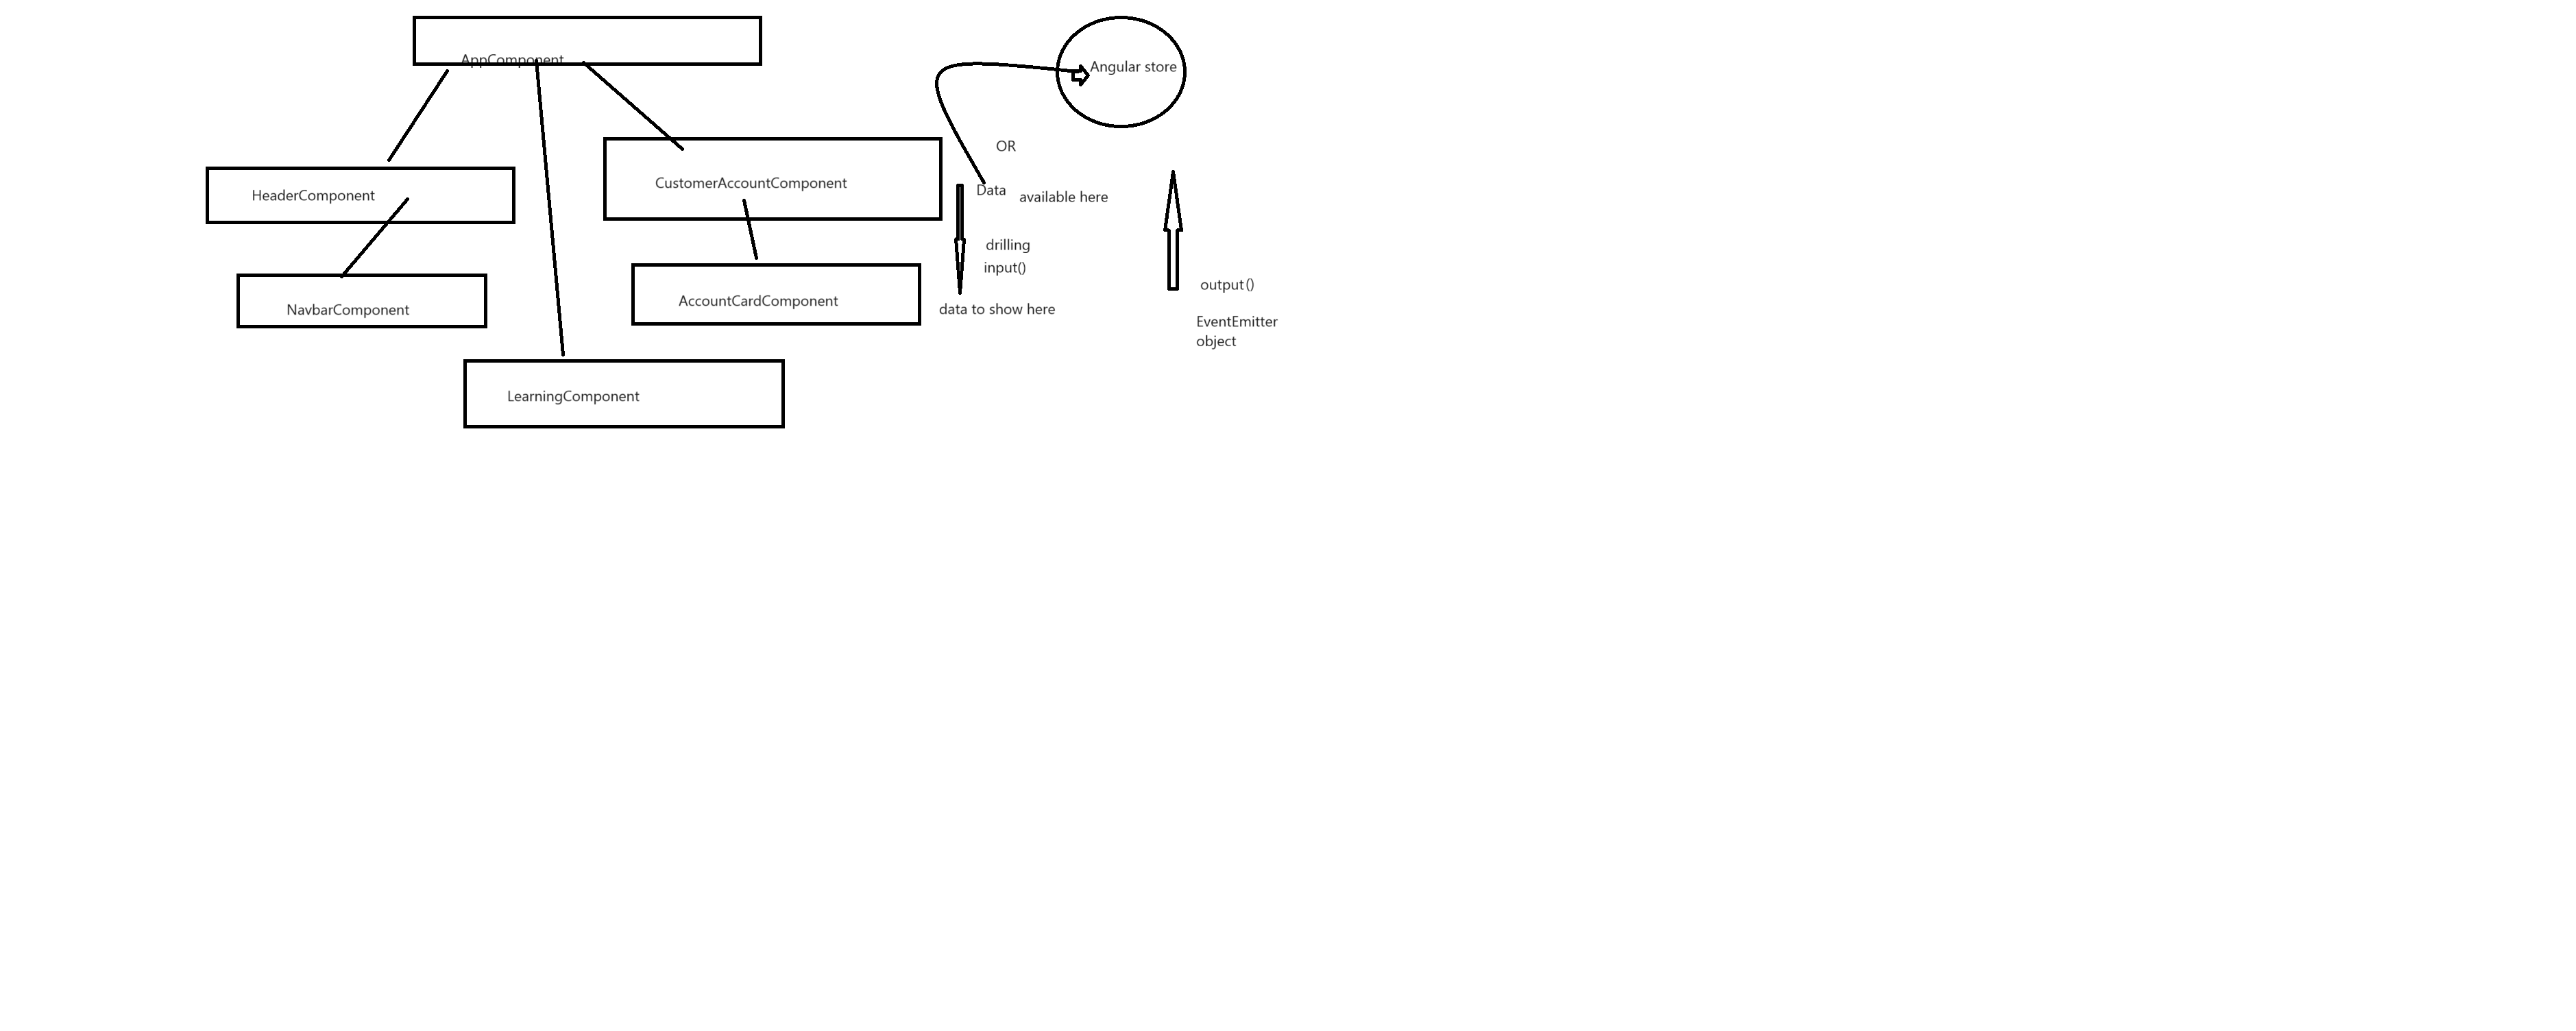 AppComponent
Angular store
OR
HeaderComponent
CustomerAccountComponent
Data
available here
drilling
input()
NavbarComponent
AccountCardComponent
data to show here
output()
EventEmitter
object
LearningComponent